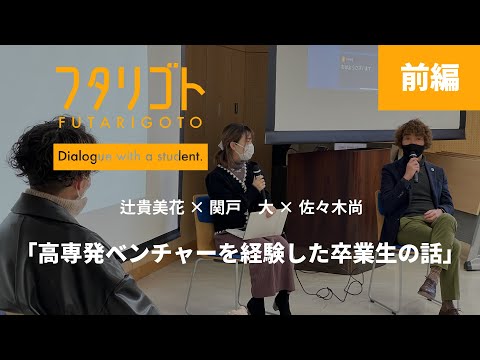 前編
フタリゴト
FUTARIGOTO
Dialogue with a student.
辻貴美花 × 関戸 大 × 佐々木尚
「高専発ベンチャーを経験した卒業生の話」